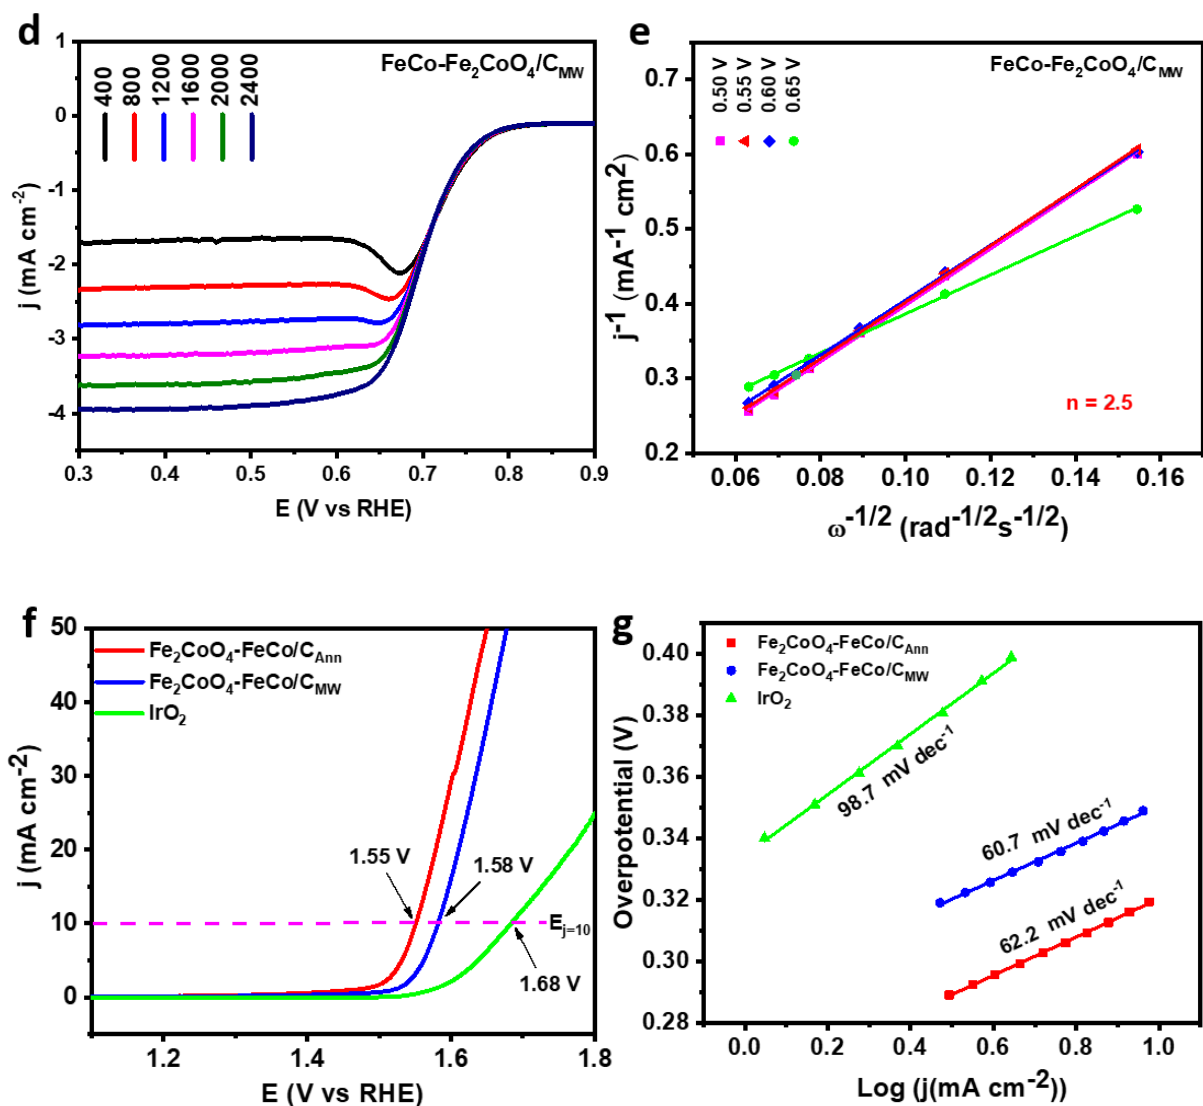 d
FeCo-Fe₂CoO₄/C_MW
400
800
1200
1600
2000
2400
1
0
-1
-2
-3
-4
j (mA cm⁻²)
0.3 0.4 0.5 0.6 0.7 0.8 0.9
E (V vs RHE)
e
FeCo-Fe₂CoO₄/C_MW
0.50 V
0.55 V
0.60 V
0.65 V
0.7
0.6
0.5
0.4
0.3
0.2
j⁻¹ (mA⁻¹ cm²)
n = 2.5
0.06 0.08 0.10 0.12 0.14 0.16
ω⁻¹/² (rad⁻¹/²s⁻¹/²)
f
Fe₂CoO₄-FeCo/C_Ann
Fe₂CoO₄-FeCo/C_MW
IrO₂
50
40
30
20
10
0
j (mA cm⁻²)
1.55 V
1.58 V
E_j=10
1.68 V
1.2 1.4 1.6 1.8
E (V vs RHE)
g
Fe₂CoO₄-FeCo/C_Ann
Fe₂CoO₄-FeCo/C_MW
IrO₂
0.40
0.38
0.36
0.34
0.32
0.30
0.28
Overpotential (V)
98.7 mV dec⁻¹
60.7 mV dec⁻¹
62.2 mV dec⁻¹
0.0 0.2 0.4 0.6 0.8 1.0
Log (j(mA cm⁻²))